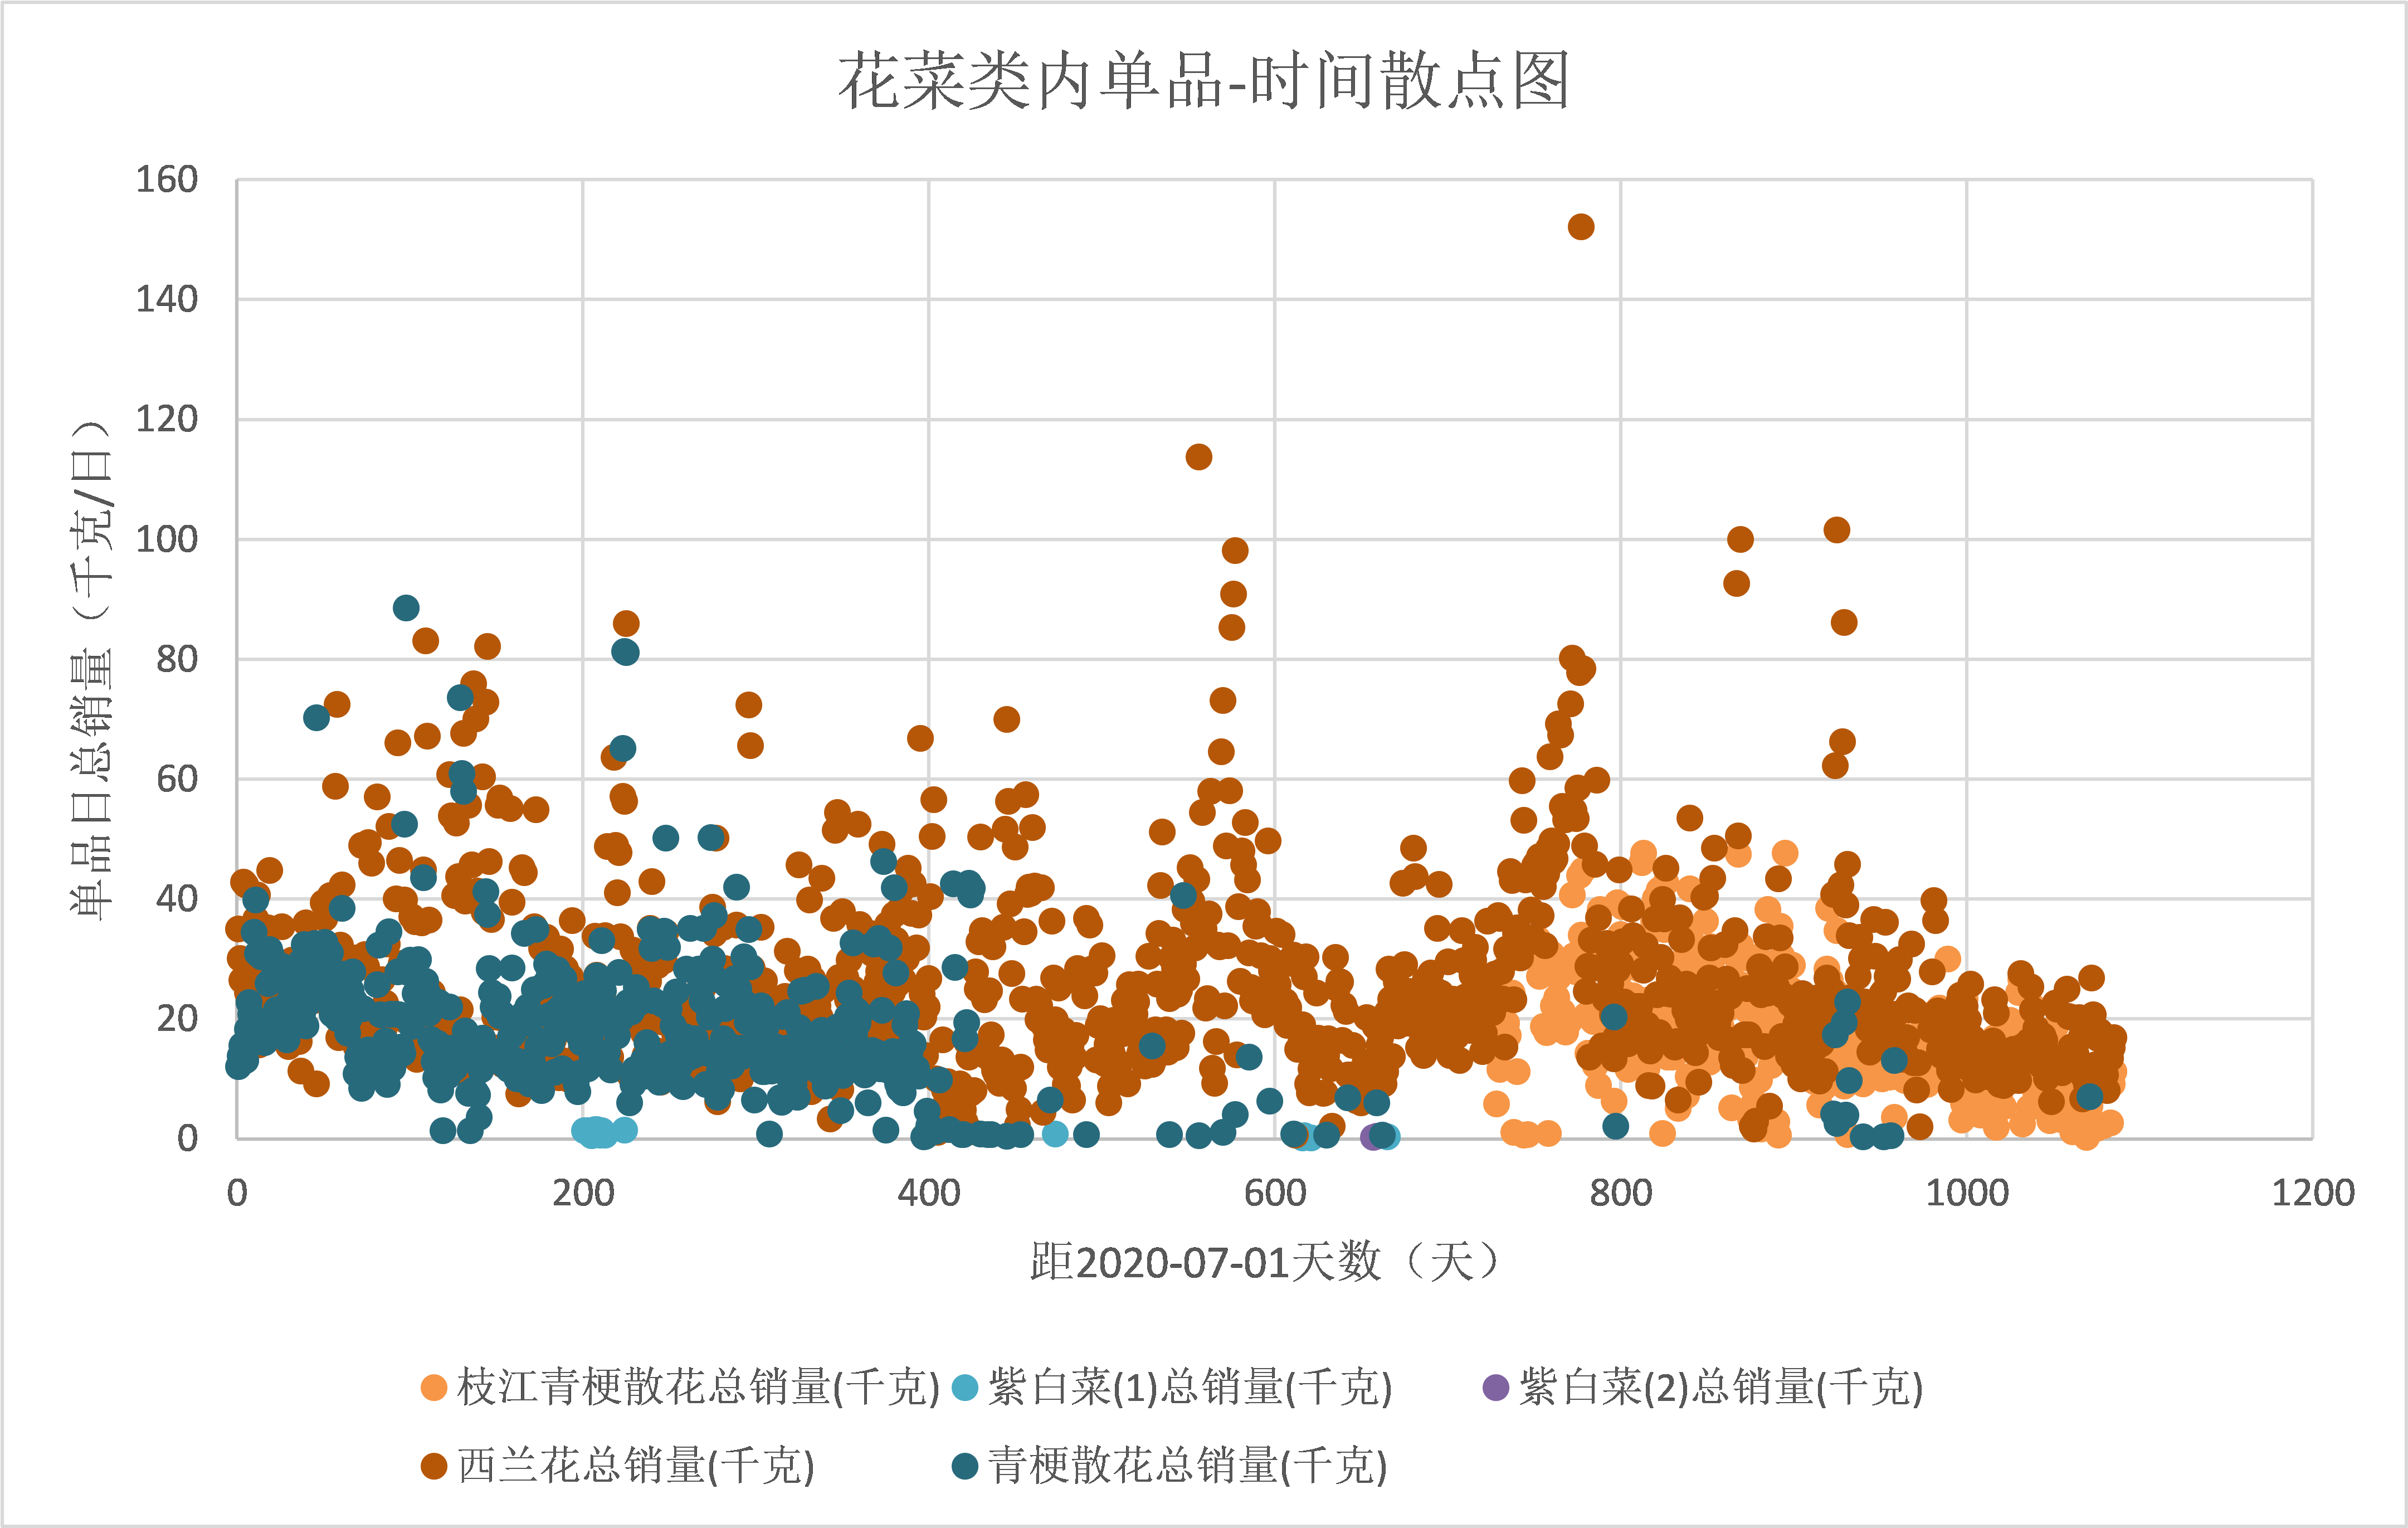 花菜类内单品-时间散点图
单品日总销量（千克/日）
160
140
120
100
80
60
40
20
0
0 200 400 600 800 1000 1200
距2020-07-01天数（天）
枝江青梗散花总销量(千克) 紫白菜(1)总销量(千克) 紫白菜(2)总销量(千克)
西兰花总销量(千克) 青梗散花总销量(千克)